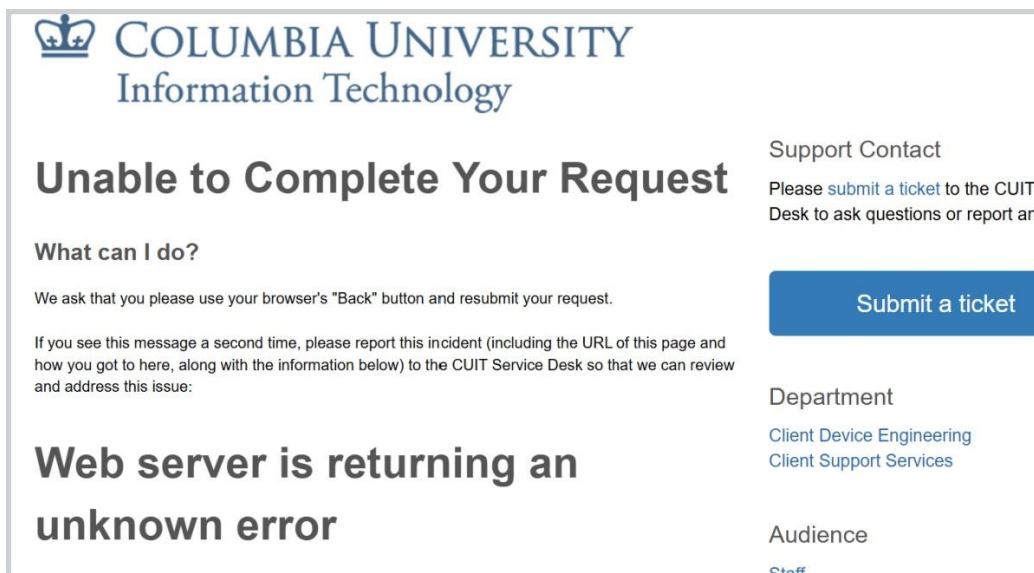 COLUMBIA UNIVERSITY
Information Technology
Unable to Complete Your Request
What can I do?
We ask that you please use your browser's "Back" button and resubmit your request.
If you see this message a second time, please report this incident (including the URL of this page and
how you got to here, along with the information below) to the CUIT Service Desk so that we can review
and address this issue:
Web server is returning an
unknown error
Support Contact
Please submit a ticket to the CUIT
Desk to ask questions or report
Submit a ticket
Department
Client Device Engineering
Client Support Services
Audience
Staff